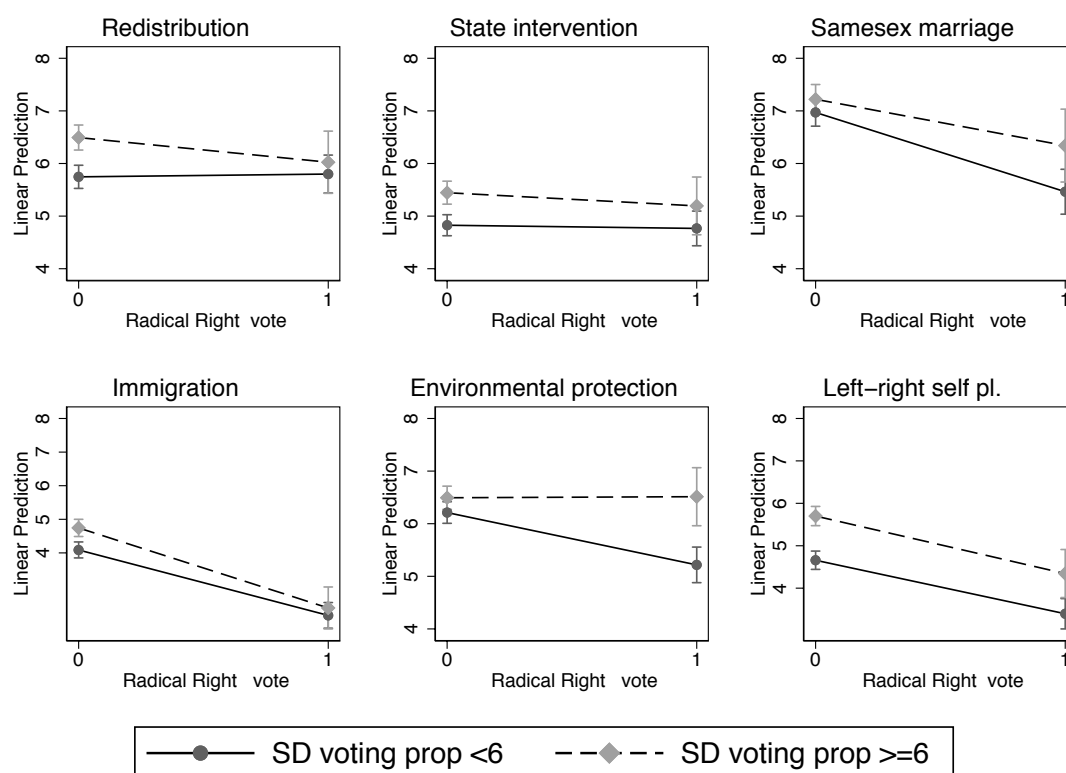 Redistribution
Linear Prediction
4 5 6 7 8
0 1
Radical Right vote
State intervention
Linear Prediction
4 5 6 7 8
0 1
Radical Right vote
Samesex marriage
Linear Prediction
4 5 6 7 8
0 1
Radical Right vote
Immigration
Linear Prediction
4 5 6 7 8
0 1
Radical Right vote
Environmental protection
Linear Prediction
4 5 6 7 8
0 1
Radical Right vote
Left−right self pl.
Linear Prediction
4 5 6 7 8
0 1
Radical Right vote
SD voting prop <6 SD voting prop >=6